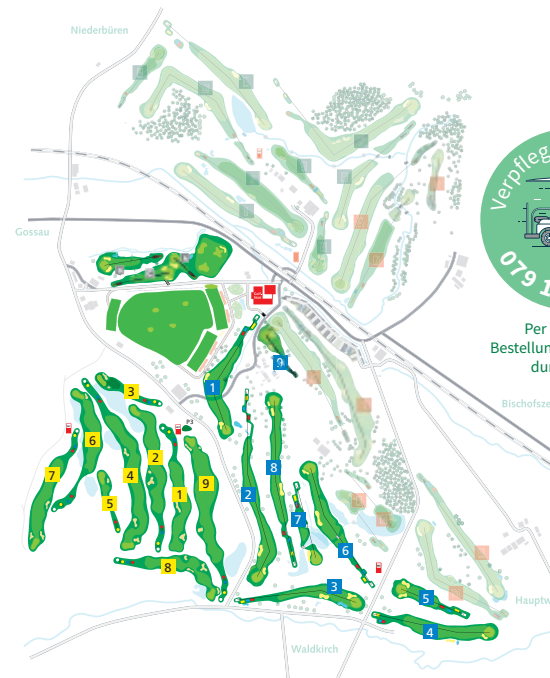 Niederbüren
Gossau
Verpfleg
079 1
Per
Bestellun
du
Bischofsze
9
1
3
6
2
P3
7
4
8
9
5
1
2
7
6
8
3
5
4
Hauptw
Waldkirch